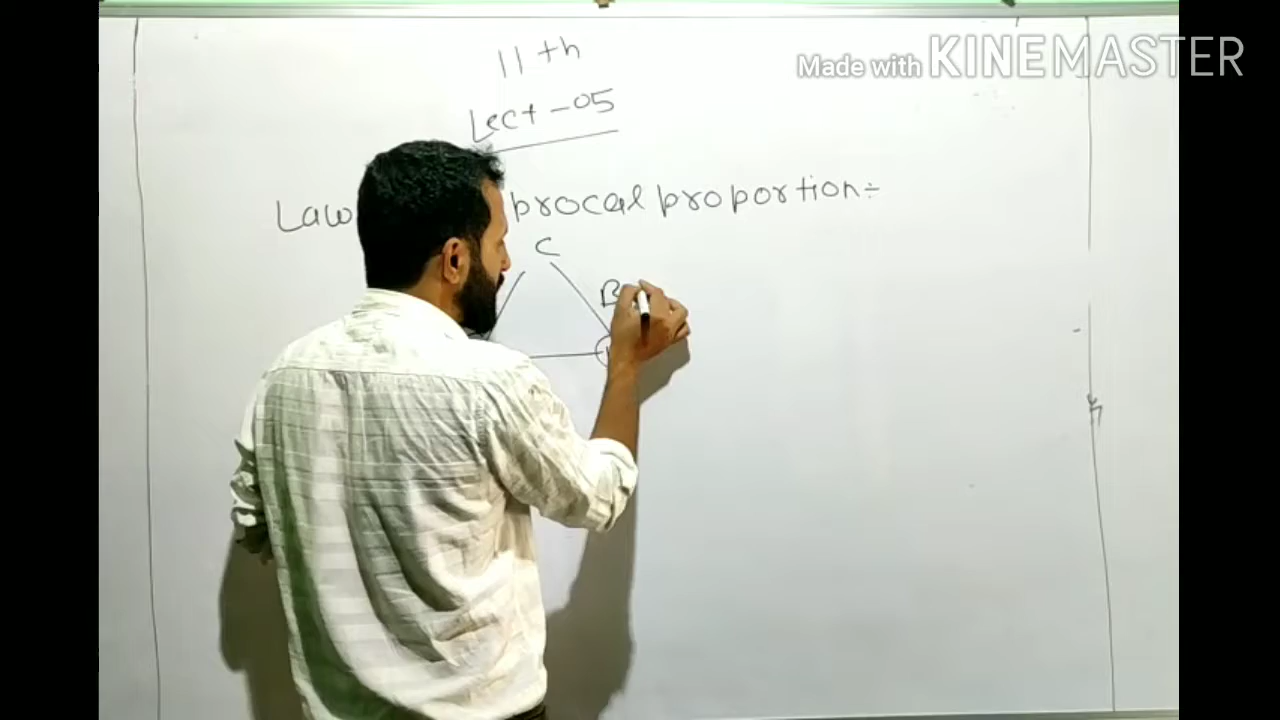 Made with KINEMASTER
11th
Lect-05
Law procal proportion:
C
B